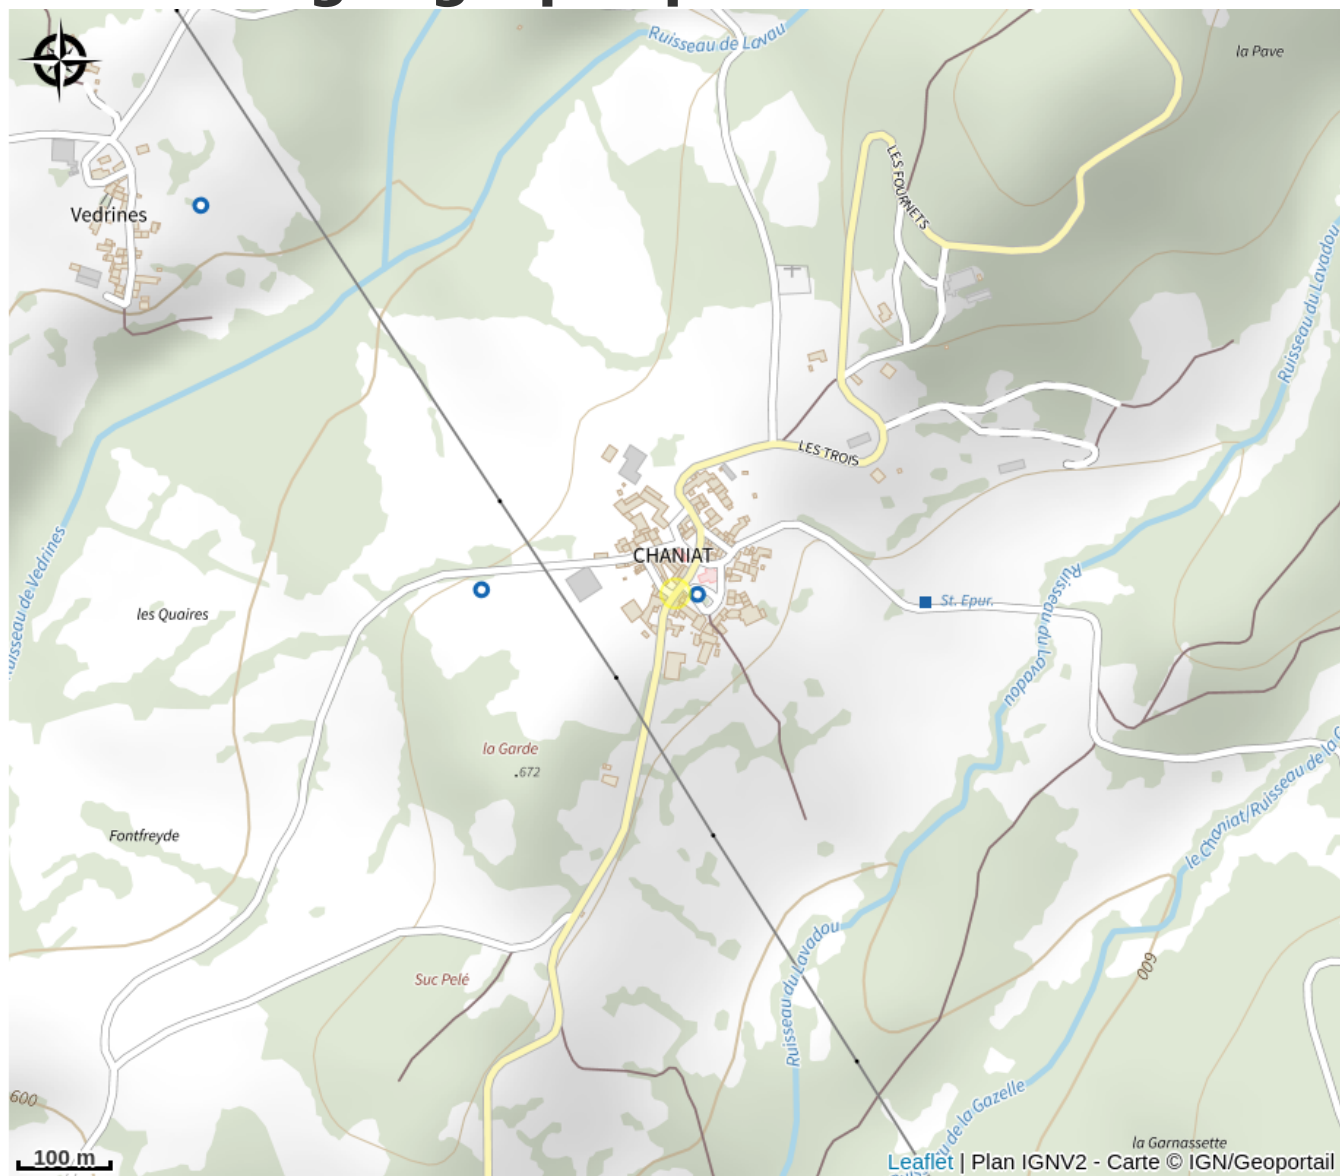 Ruisseau de Lavau
la Pave
LES FOURNETS
Vedrines
Ruisseau du Lavadou
LES TROIS
CHANIAT
Ruisseau de Vedrines
les Quaires
St. Epur.
Ruisseau du Lavadou
la Garde
.672
le Chaniat/Ruisseau de la G
Fontfreyde
Suc Pelé
Ruisseau du Lavadou
600
600
u de la Gazelle
la Garnassette
100 m
Leaflet | Plan IGNV2 - Carte © IGN/Geoportail